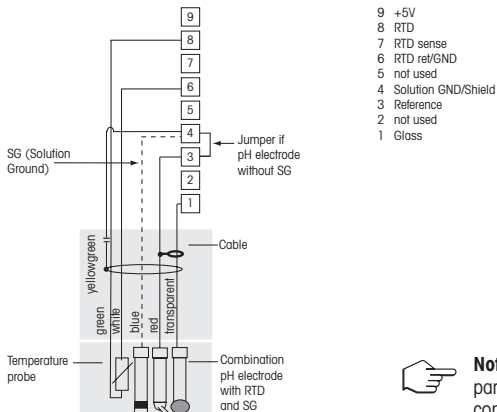 9
8
7
6
5
4
3
2
1
SG (Solution
Ground)
Jumper if
pH electrode
without SG
Cable
yellowgreen
green
white
blue
red
transparent
Temperature
probe
Combination
pH electrode
with RTD
and SG
9 +5V
8 RTD
7 RTD sense
6 RTD ret/GND
5 not used
4 Solution GND/Shield
3 Reference
2 not used
1 Glass